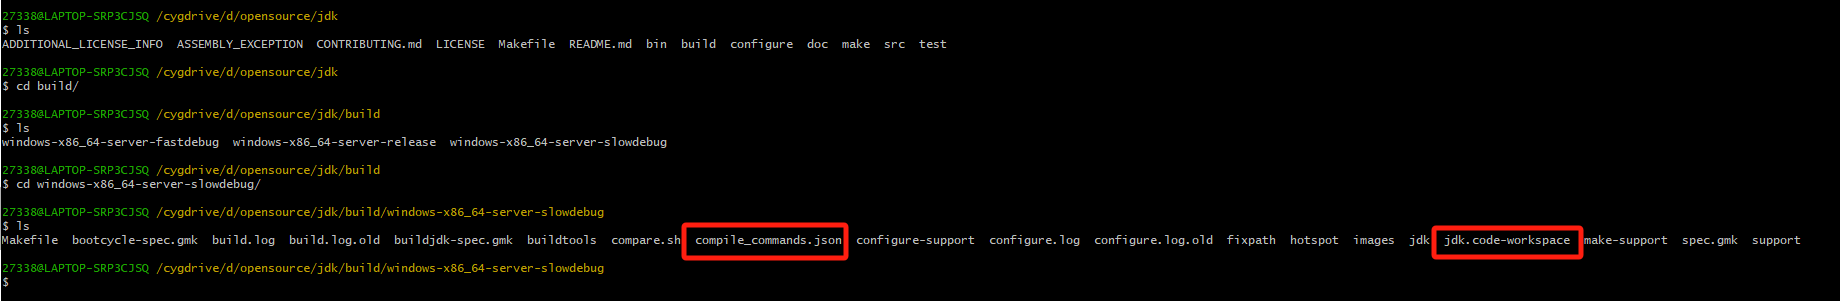 27338@LAPTOP-SRP3CJSQ /cygdrive/d/opensource/jdk
$ ls
ADDITIONAL_LICENSE_INFO  ASSEMBLY_EXCEPTION  CONTRIBUTING.md  LICENSE  Makefile  README.md  bin  build  configure  doc  make  src  test
27338@LAPTOP-SRP3CJSQ /cygdrive/d/opensource/jdk
$ cd build/
27338@LAPTOP-SRP3CJSQ /cygdrive/d/opensource/jdk/build
$ ls
windows-x86_64-server-fastdebug  windows-x86_64-server-release  windows-x86_64-server-slowdebug
27338@LAPTOP-SRP3CJSQ /cygdrive/d/opensource/jdk/build
$ cd windows-x86_64-server-slowdebug/
27338@LAPTOP-SRP3CJSQ /cygdrive/d/opensource/jdk/build/windows-x86_64-server-slowdebug
$ ls
Makefile  bootcycle-spec.gmk  build.log  build.log.old  buildjdk-spec.gmk  buildtools  compare.sh  compile_commands.json  configure-support  configure.log  configure.log.old  fixpath  hotspot  images  jdk  jdk.code-workspace  make-support  spec.gmk  support
27338@LAPTOP-SRP3CJSQ /cygdrive/d/opensource/jdk/build/windows-x86_64-server-slowdebug
$